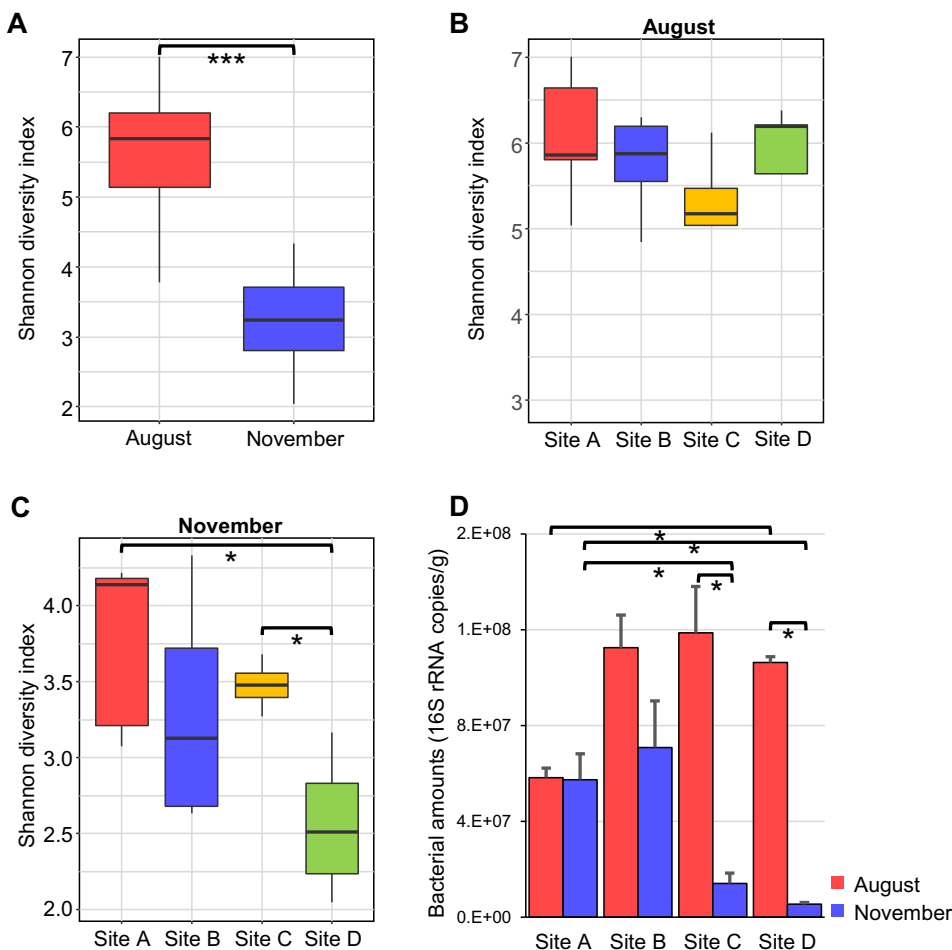 A
Shannon diversity index
7
6
5
4
3
2
***
August
November
B
August
Shannon diversity index
7
6
5
4
3
Site A
Site B
Site C
Site D
C
November
Shannon diversity index
4.0
3.5
3.0
2.5
2.0
*
*
Site A
Site B
Site C
Site D
D
Bacterial amounts (16S rRNA copies/g)
2.E+08
1.E+08
8.E+07
4.E+07
0.E+00
*
*
*
*
*
Site A
Site B
Site C
Site D
August
November